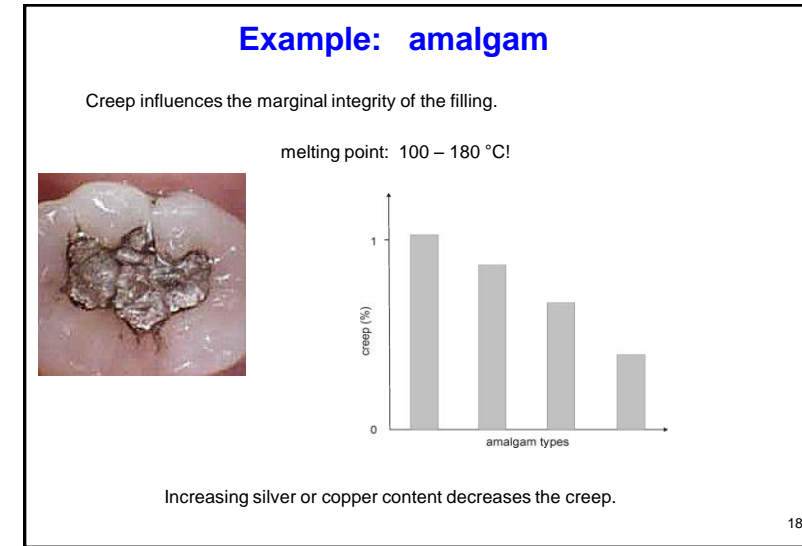 Example: amalgam
Creep influences the marginal integrity of the filling.
melting point: 100 – 180 °C!
1
creep (%)
0
amalgam types
Increasing silver or copper content decreases the creep.
18